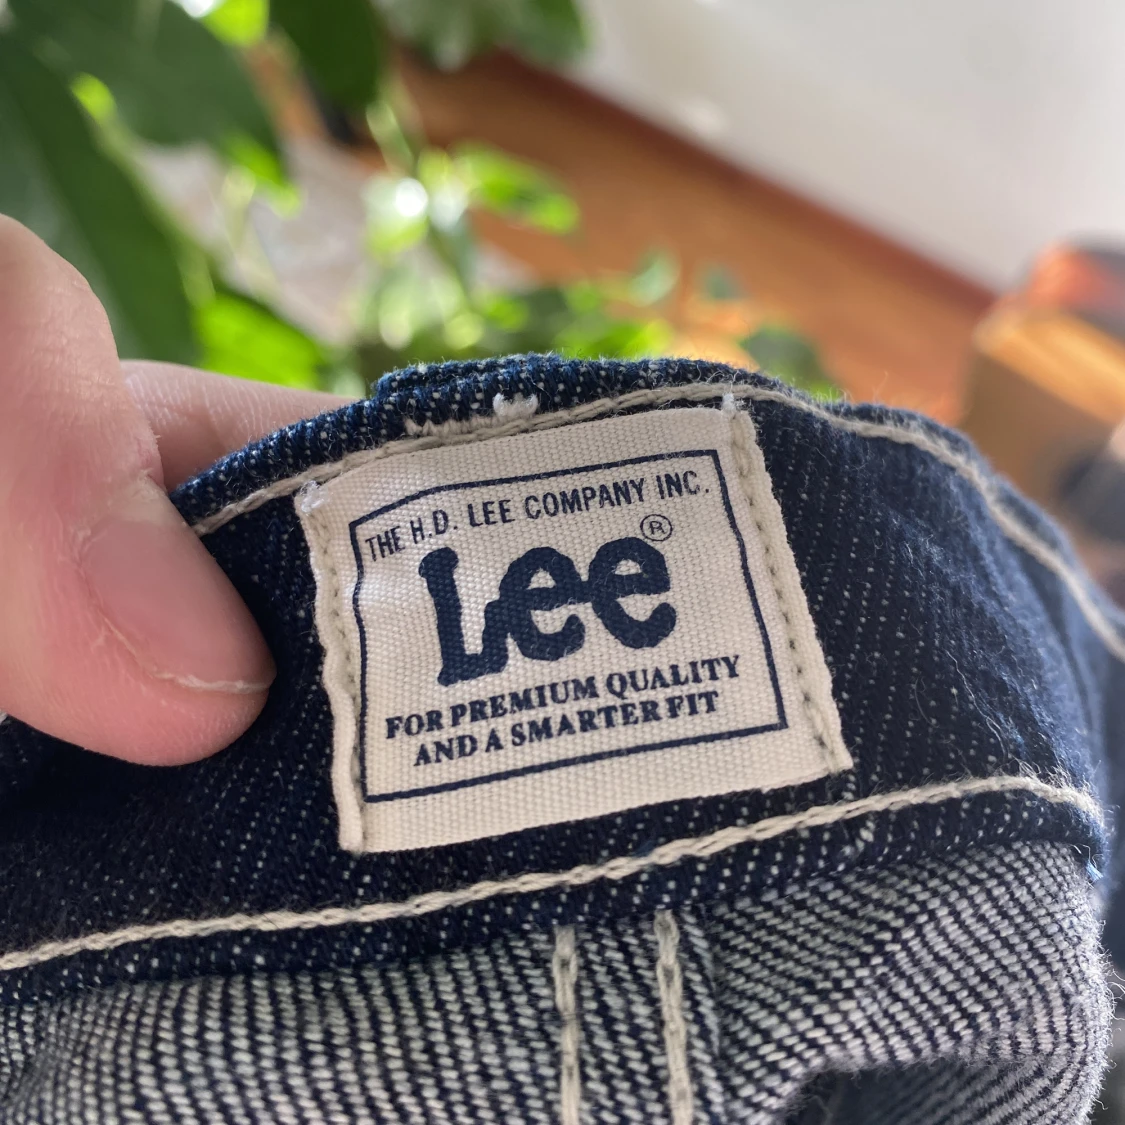 THE H.D. LEE COMPANY INC.
Lee®
FOR PREMIUM QUALITY
AND A SMARTER FIT